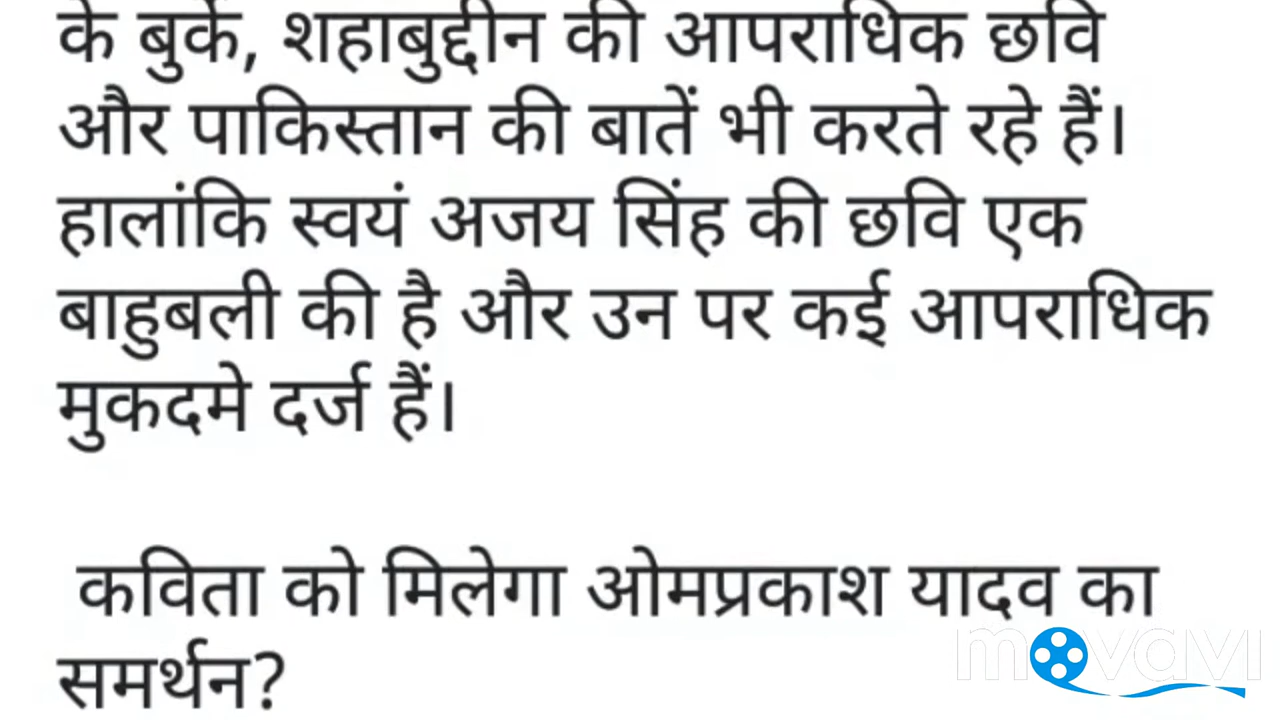 के बुर्के, शहाबुद्दीन की आपराधिक छवि
और पाकिस्तान की बातें भी करते रहे हैं।
हालांकि स्वयं अजय सिंह की छवि एक
बाहुबली की है और उन पर कई आपराधिक
मुकदमे दर्ज हैं।
कविता को मिलेगा ओमप्रकाश यादव का
समर्थन?
movavi